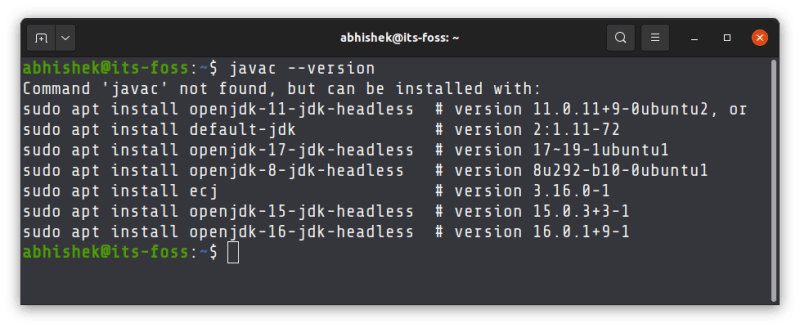 abhishek@its-foss: ~
abhishek@its-foss:~$ javac --version
Command 'javac' not found, but can be installed with:
sudo apt install openjdk-11-jdk-headless  # version 11.0.11+9-0ubuntu2, or
sudo apt install default-jdk              # version 2:1.11-72
sudo apt install openjdk-17-jdk-headless  # version 17~19-1ubuntu1
sudo apt install openjdk-8-jdk-headless   # version 8u292-b10-0ubuntu1
sudo apt install ecj                      # version 3.16.0-1
sudo apt install openjdk-15-jdk-headless  # version 15.0.3+3-1
sudo apt install openjdk-16-jdk-headless  # version 16.0.1+9-1
abhishek@its-foss:~$